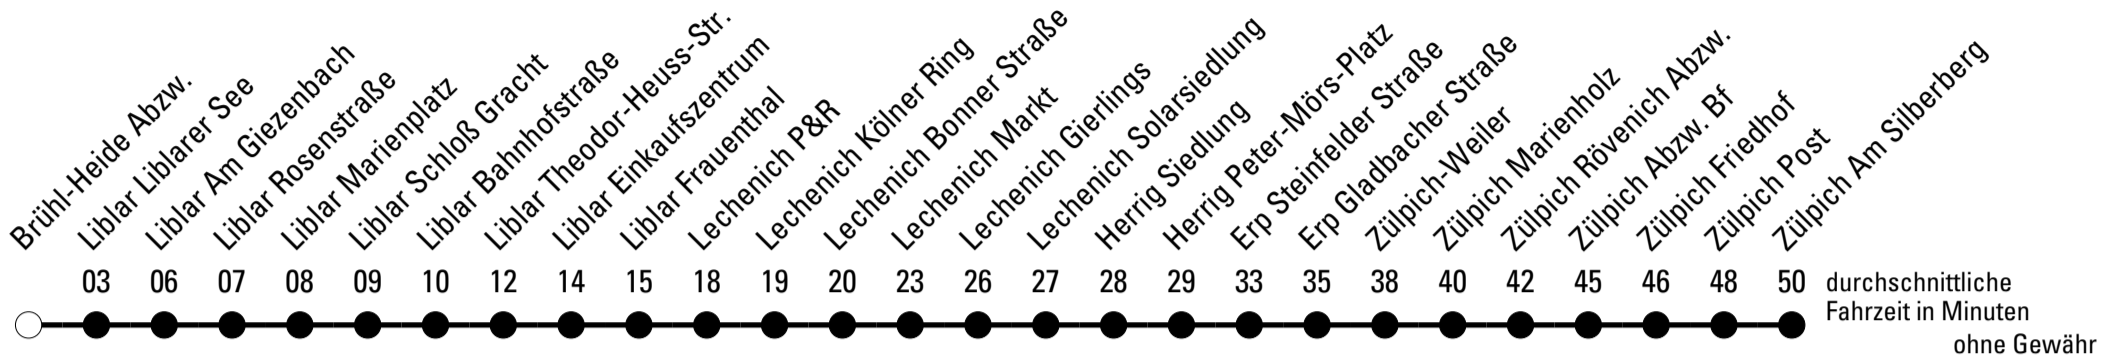 Brühl-Heide Abzw.
Liblar Liblarer See
Liblar Am Giezenbach
Liblar Rosenstraße
Liblar Marienplatz
Liblar Schloß Gracht
Liblar Bahnhofstraße
Liblar Theodor-Heuss-Str.
Liblar Einkaufszentrum
Liblar Frauenthal
Lechenich P&R
Lechenich Kölner Ring
Lechenich Bonner Straße
Lechenich Markt
Lechenich Gierlings
Lechenich Solarsiedlung
Herrig Siedlung
Herrig Peter-Mörs-Platz
Erp Steinfelder Straße
Erp Gladbacher Straße
Zülpich-Weiler
Zülpich Marienholz
Zülpich Rövenich Abzw.
Zülpich Abzw. Bf
Zülpich Friedhof
Zülpich Post
Zülpich Am Silberberg
03 06 07 08 09 10 12 14 15 18 19 20 23 26 27 28 29 33 35 38 40 42 45 46 48 50 durchschnittliche
Fahrzeit in Minuten
ohne Gewähr